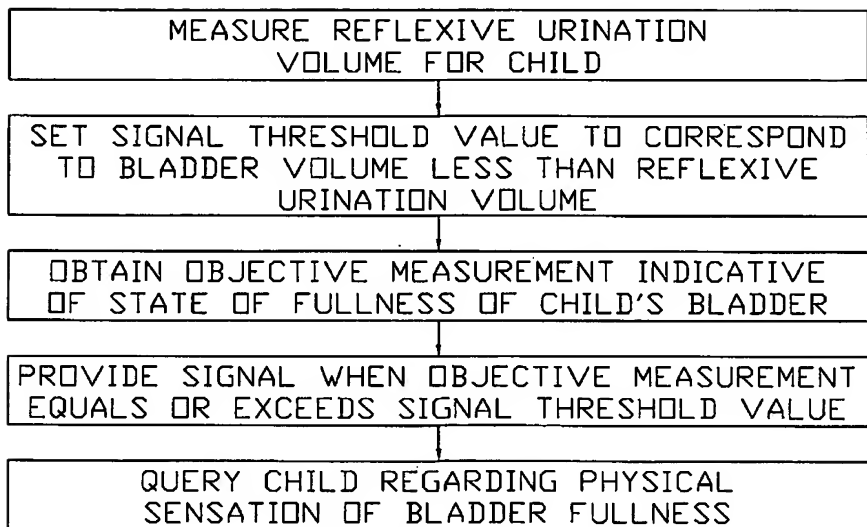 MEASURE REFLEXIVE URINATION
VOLUME FOR CHILD
SET SIGNAL THRESHOLD VALUE TO CORRESPOND
TO BLADDER VOLUME LESS THAN REFLEXIVE
URINATION VOLUME
OBTAIN OBJECTIVE MEASUREMENT INDICATIVE
OF STATE OF FULLNESS OF CHILD'S BLADDER
PROVIDE SIGNAL WHEN OBJECTIVE MEASUREMENT
EQUALS OR EXCEEDS SIGNAL THRESHOLD VALUE
QUERY CHILD REGARDING PHYSICAL
SENSATION OF BLADDER FULLNESS